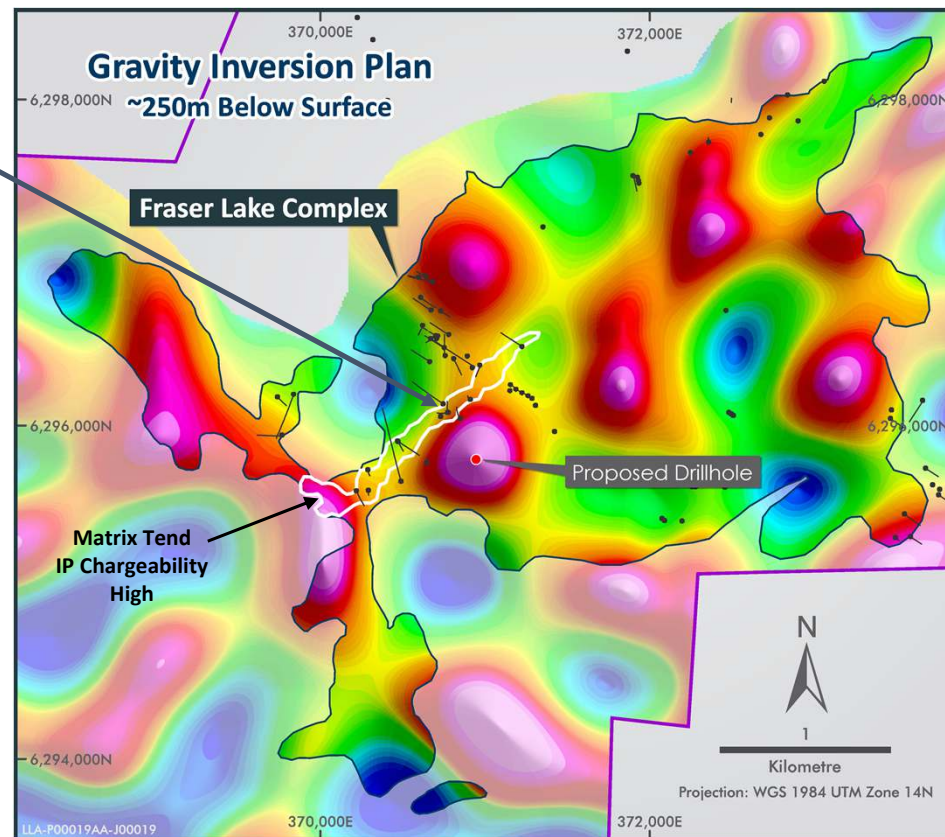 370,000E
372,000E
Gravity Inversion Plan
~250m Below Surface
6,298,000N
6,298,000N
Fraser Lake Complex
6,296,000N
6,296,000N
Proposed Drillhole
Matrix Tend
IP Chargeability
High
N
1
Kilometre
Projection: WGS 1984 UTM Zone 14N
6,294,000N
LLA-P00019AA-J00019
370,000E
372,000E